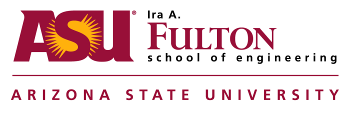 ASU® Ira A.
FULTON
school of engineering
ARIZONA STATE UNIVERSITY